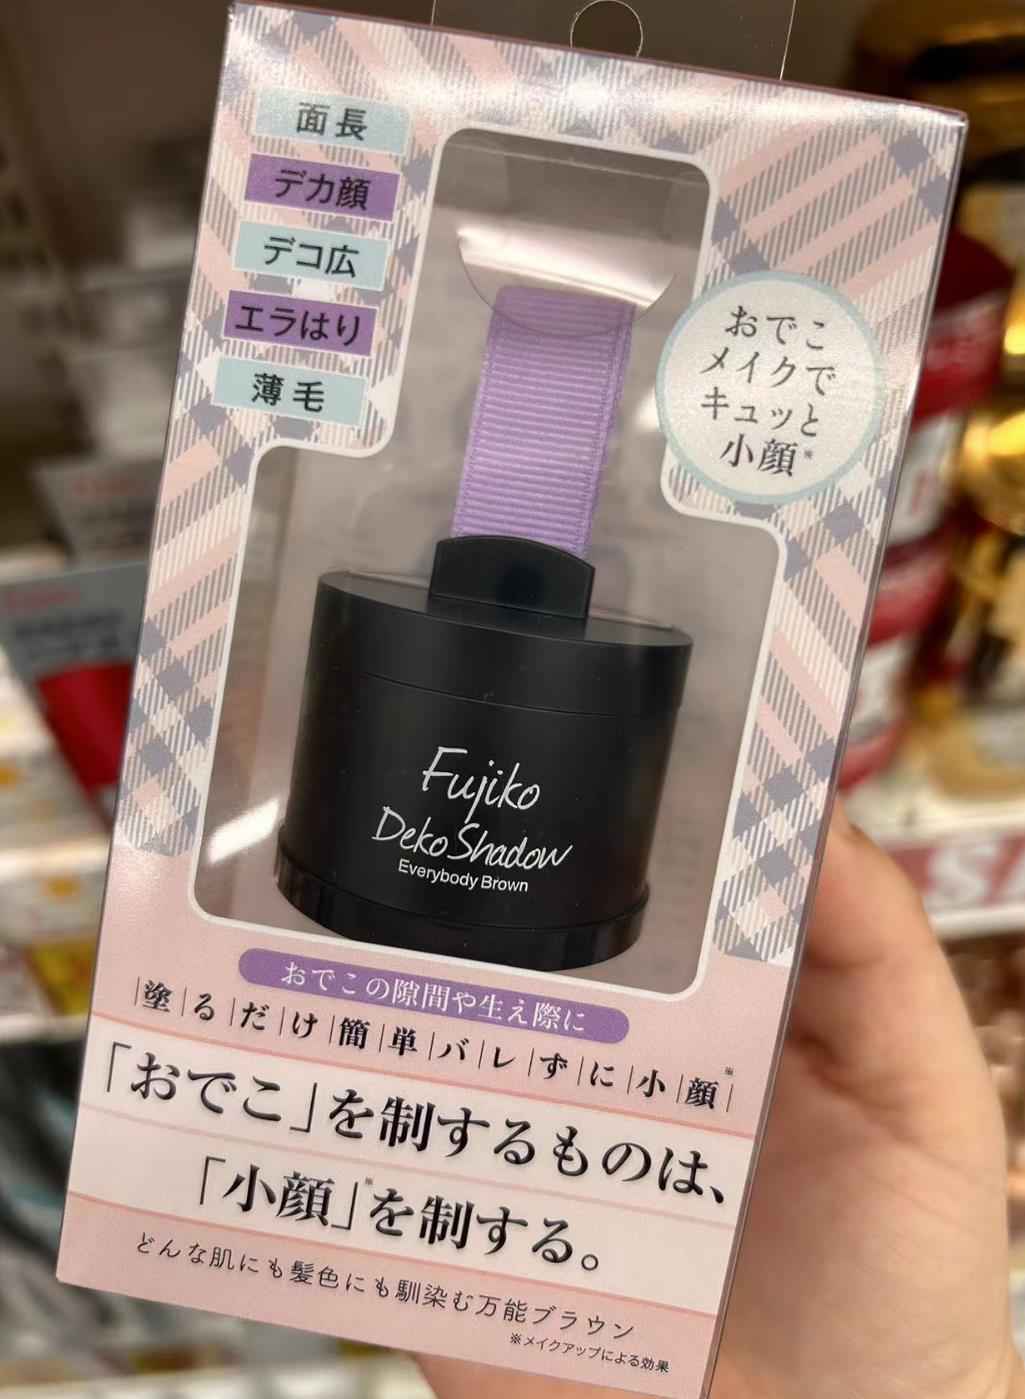 面長
デカ顔
デコ広
エラはり
薄毛
おでこ
メイクで
キュッと
小顔※
Fujiko
Deko Shadow
Everybody Brown
おでこの隙間や生え際に
塗るだけ簡単バレずに小顔※
「おでこ」を制するものは、
「小顔」※を制する。
どんな肌にも髪色にも馴染む万能ブラウン
※メイクアップによる効果